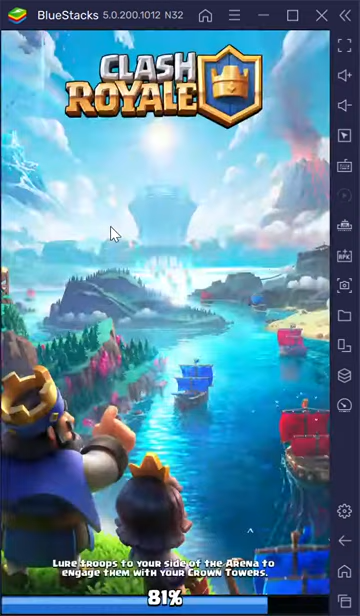 BlueStacks 5.0.200.1012 N32
CLASH
ROYALE
Lure troops to your side of the Arena to
engage them with your Crown Towers.
81%